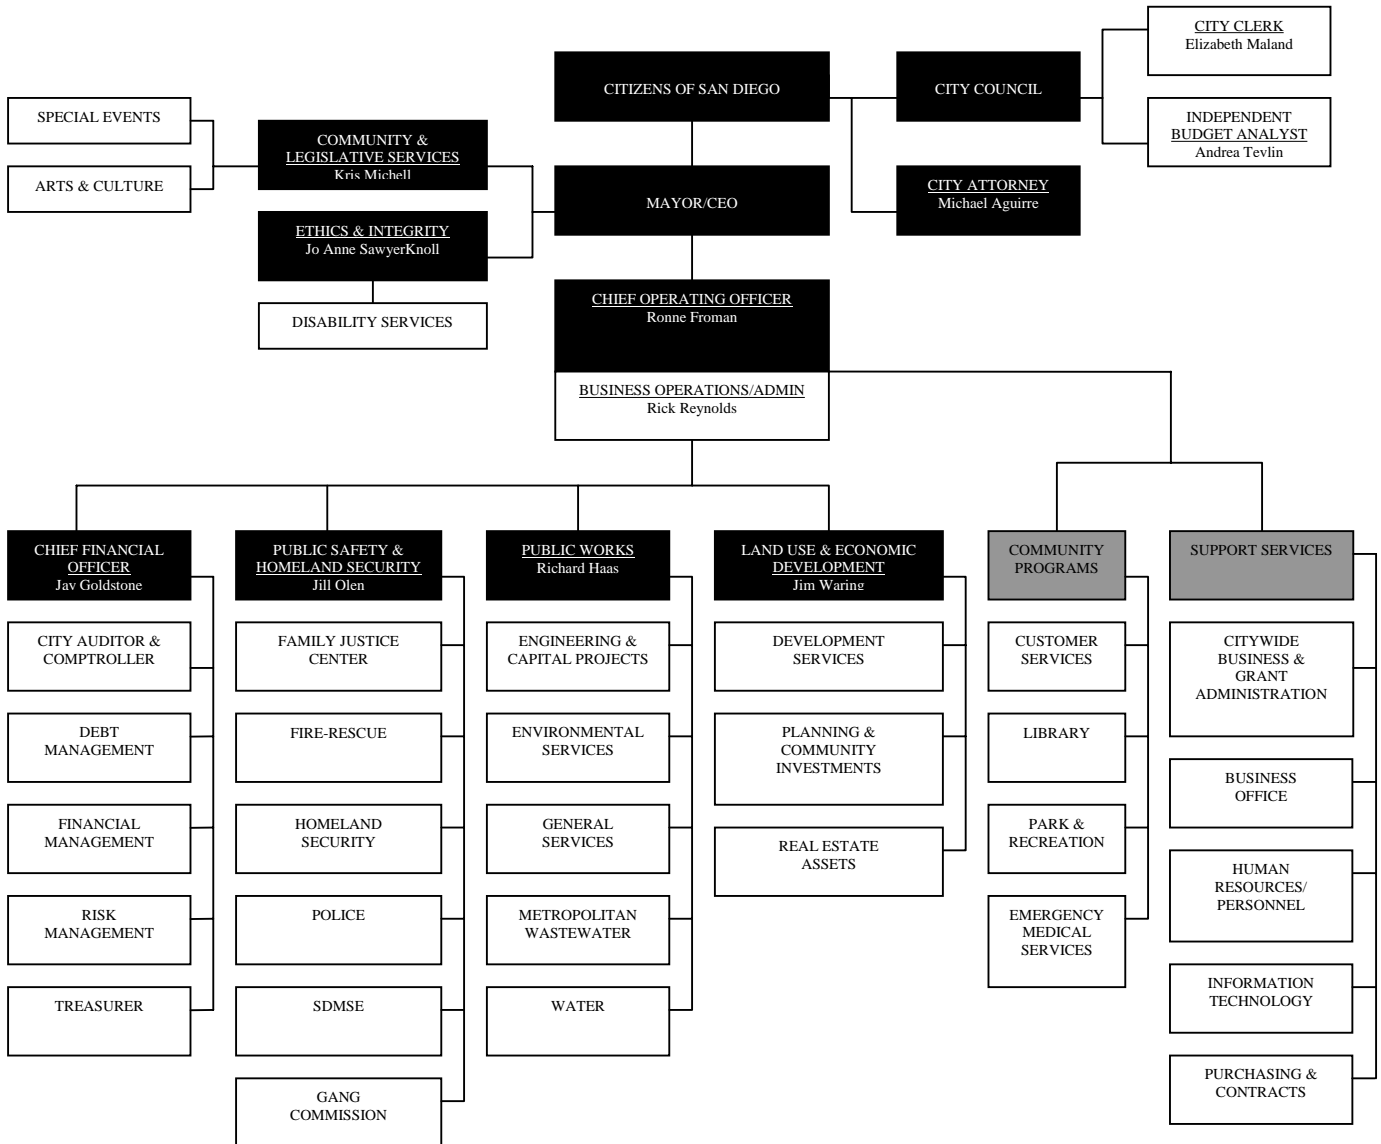 CITY CLERK
Elizabeth Maland
CITIZENS OF SAN DIEGO
CITY COUNCIL
INDEPENDENT
BUDGET ANALYST
Andrea Tevlin
SPECIAL EVENTS
ARTS & CULTURE
COMMUNITY &
LEGISLATIVE SERVICES
Kris Michell
MAYOR/CEO
CITY ATTORNEY
Michael Aguirre
ETHICS & INTEGRITY
Jo Anne SawyerKnoll
DISABILITY SERVICES
CHIEF OPERATING OFFICER
Ronne Froman
BUSINESS OPERATIONS/ADMIN
Rick Reynolds
CHIEF FINANCIAL
OFFICER
Jay Goldstone
CITY AUDITOR &
COMPTROLLER
DEBT
MANAGEMENT
FINANCIAL
MANAGEMENT
RISK
MANAGEMENT
TREASURER
PUBLIC SAFETY &
HOMELAND SECURITY
Jill Olen
FAMILY JUSTICE
CENTER
FIRE-RESCUE
HOMELAND
SECURITY
POLICE
SDMSE
GANG
COMMISSION
PUBLIC WORKS
Richard Haas
ENGINEERING &
CAPITAL PROJECTS
ENVIRONMENTAL
SERVICES
GENERAL
SERVICES
METROPOLITAN
WASTEWATER
WATER
LAND USE & ECONOMIC
DEVELOPMENT
Jim Waring
DEVELOPMENT
SERVICES
PLANNING &
COMMUNITY
INVESTMENTS
REAL ESTATE
ASSETS
COMMUNITY
PROGRAMS
CUSTOMER
SERVICES
LIBRARY
PARK &
RECREATION
EMERGENCY
MEDICAL
SERVICES
SUPPORT SERVICES
CITYWIDE
BUSINESS &
GRANT
ADMINISTRATION
BUSINESS
OFFICE
HUMAN
RESOURCES/
PERSONNEL
INFORMATION
TECHNOLOGY
PURCHASING &
CONTRACTS